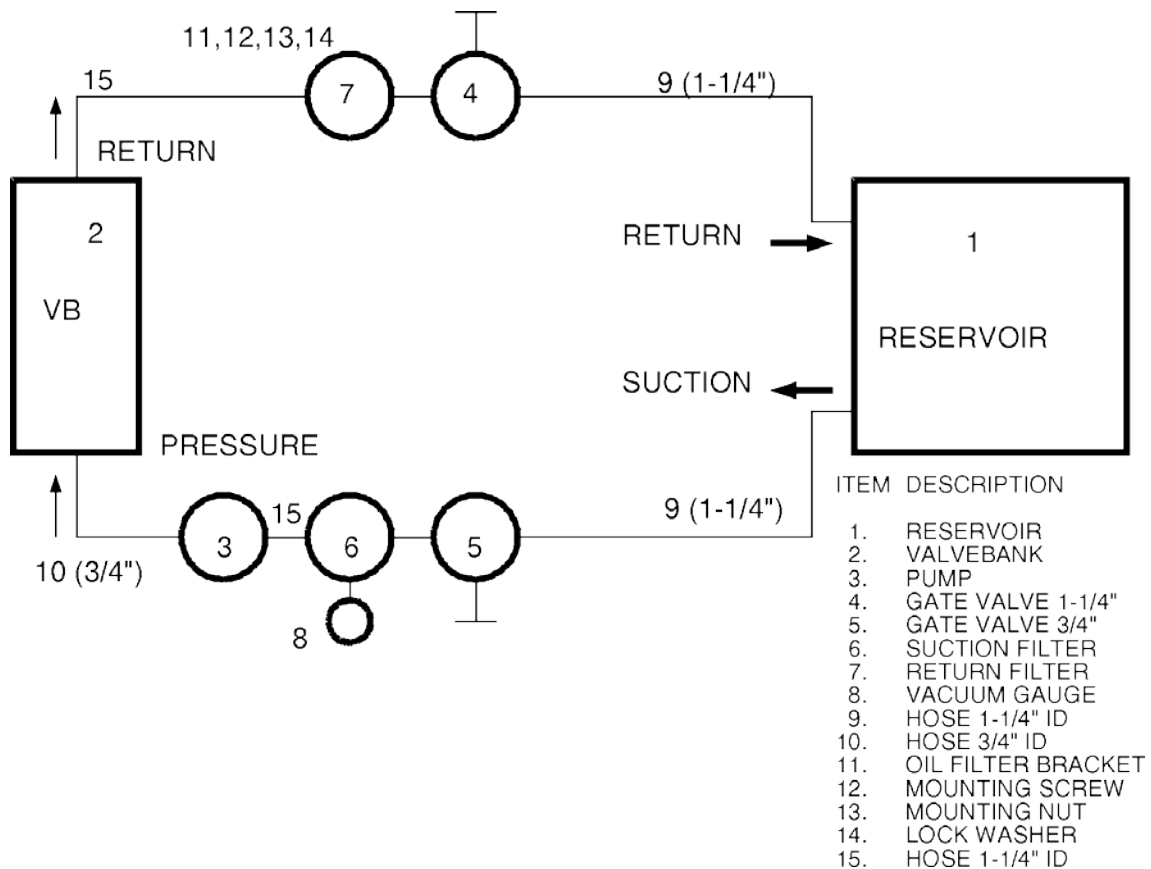 11,12,13,14
15
7
4
9 (1-1/4")
RETURN
2
VB
RETURN
1
RESERVOIR
SUCTION
PRESSURE
15
9 (1-1/4")
3
6
5
10 (3/4")
8
ITEM DESCRIPTION
1. RESERVOIR
2. VALVEBANK
3. PUMP
4. GATE VALVE 1-1/4"
5. GATE VALVE 3/4"
6. SUCTION FILTER
7. RETURN FILTER
8. VACUUM GAUGE
9. HOSE 1-1/4" ID
10. HOSE 3/4" ID
11. OIL FILTER BRACKET
12. MOUNTING SCREW
13. MOUNTING NUT
14. LOCK WASHER
15. HOSE 1-1/4" ID